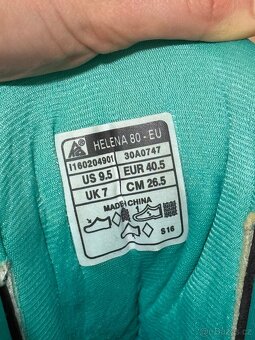 HELENA 80 - EU
I160204901 30A0747
US 9.5 EUR 40.5
UK 7 CM 26.5
MADE IN CHINA
S16